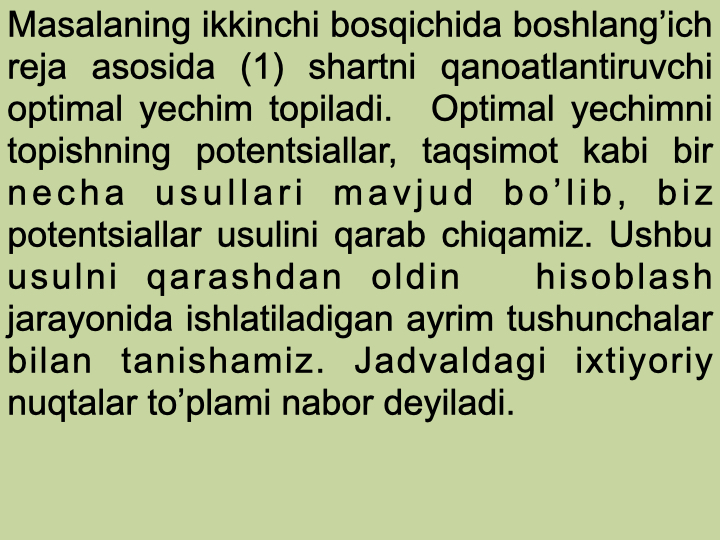 Masalaning ikkinchi bosqichida boshlang’ich
reja asosida (1) shartni qanoatlantiruvchi
optimal yechim topiladi. Optimal yechimni
topishning potentsiallar, taqsimot kabi bir
necha usullari mavjud bo’lib, biz
potentsiallar usulini qarab chiqamiz. Ushbu
usulni qarashdan oldin hisoblash
jarayonida ishlatiladigan ayrim tushunchalar
bilan tanishamiz. Jadvaldagi ixtiyoriy
nuqtalar to’plami nabor deyiladi.